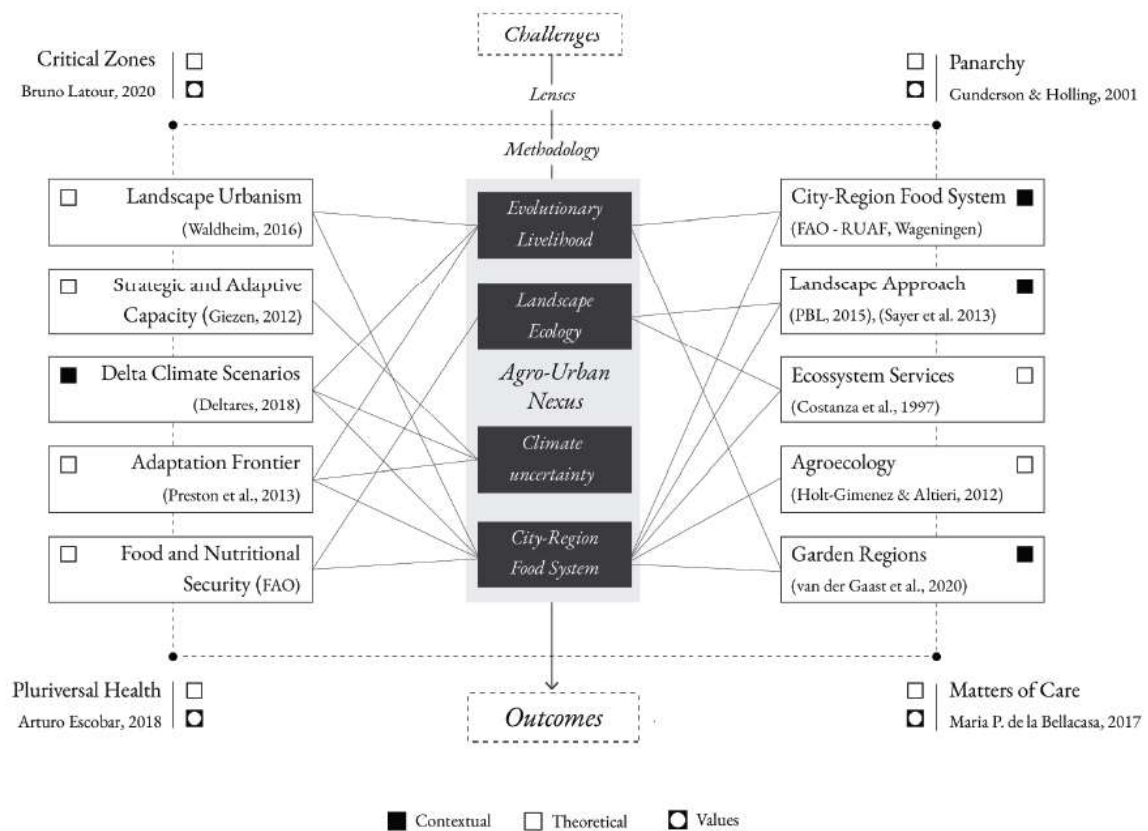 Challenges
Critical Zones
Bruno Latour, 2020
Panarchy
Gunderson & Holling, 2001
Lenses
Methodology
Landscape Urbanism
(Waldheim, 2016)
Strategic and Adaptive
Capacity (Giezen, 2012)
Delta Climate Scenarios
(Deltares, 2018)
Adaptation Frontier
(Preston et al., 2013)
Food and Nutritional
Security (FAO)
Evolutionary
Livelihood
Landscape
Ecology
Agro-Urban
Nexus
Climate
uncertainty
City-Region
Food System
City-Region Food System
(FAO - RUAF, Wageningen)
Landscape Approach
(PBL, 2015), (Sayer et al. 2013)
Ecosystem Services
(Costanza et al., 1997)
Agroecology
(Holt-Gimenez & Altieri, 2012)
Garden Regions
(van der Gaast et al., 2020)
Pluriversal Health
Arturo Escobar, 2018
Outcomes
Matters of Care
Maria P. de la Bellacasa, 2017
Contextual
Theoretical
Values